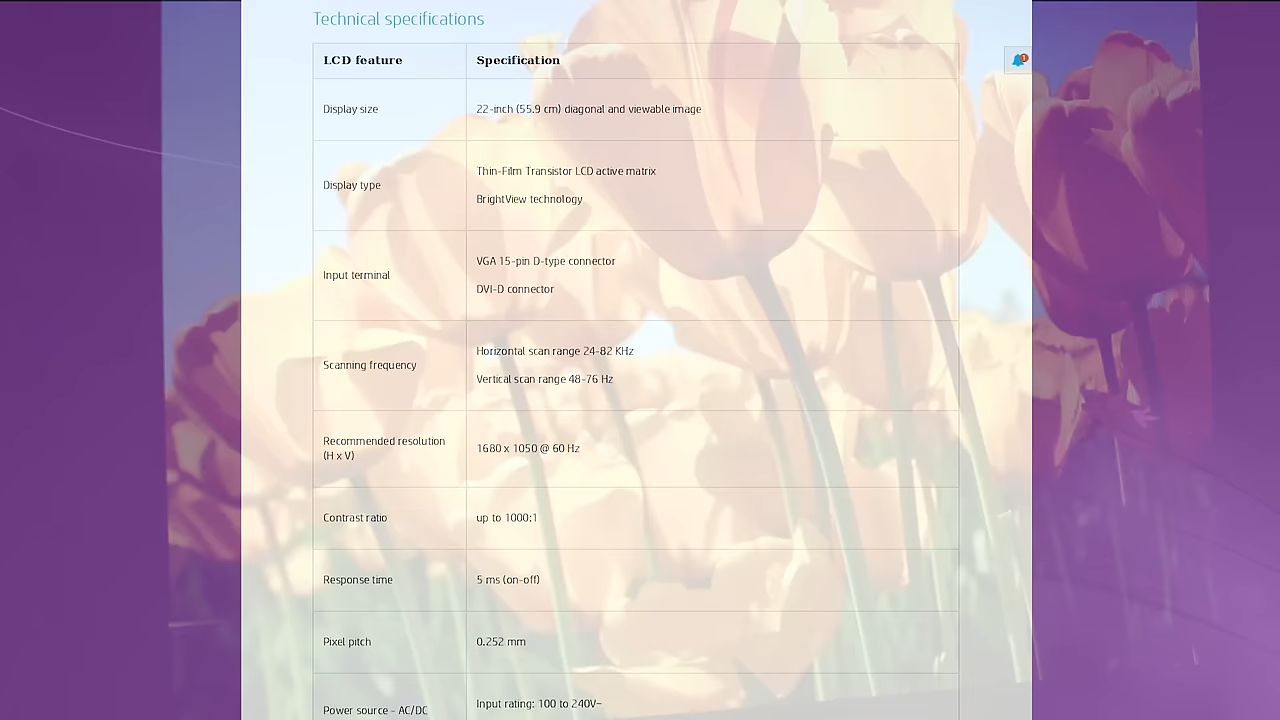 Technical specifications
CD feature Specification
Display size 22-inch (55.9 cm) diagonal and viewable image
Display type Thin-Film Transistor LCD active matrix
BrightView technology
Input terminal VGA 15-pin D-type connector
DVI-D connector
Scanning frequency Horizontal scan range 24-82 KHz
Vertical scan range 48-76 Hz
Recommended resolution
(H x V) 1680 x 1050 @ 60 Hz
Contrast ratio up to 1000:1
Response time 5 ms (on-off)
Pixel pitch 0.252 mm
Input rating: 100 to 240V~
Power source - AC/DC
1